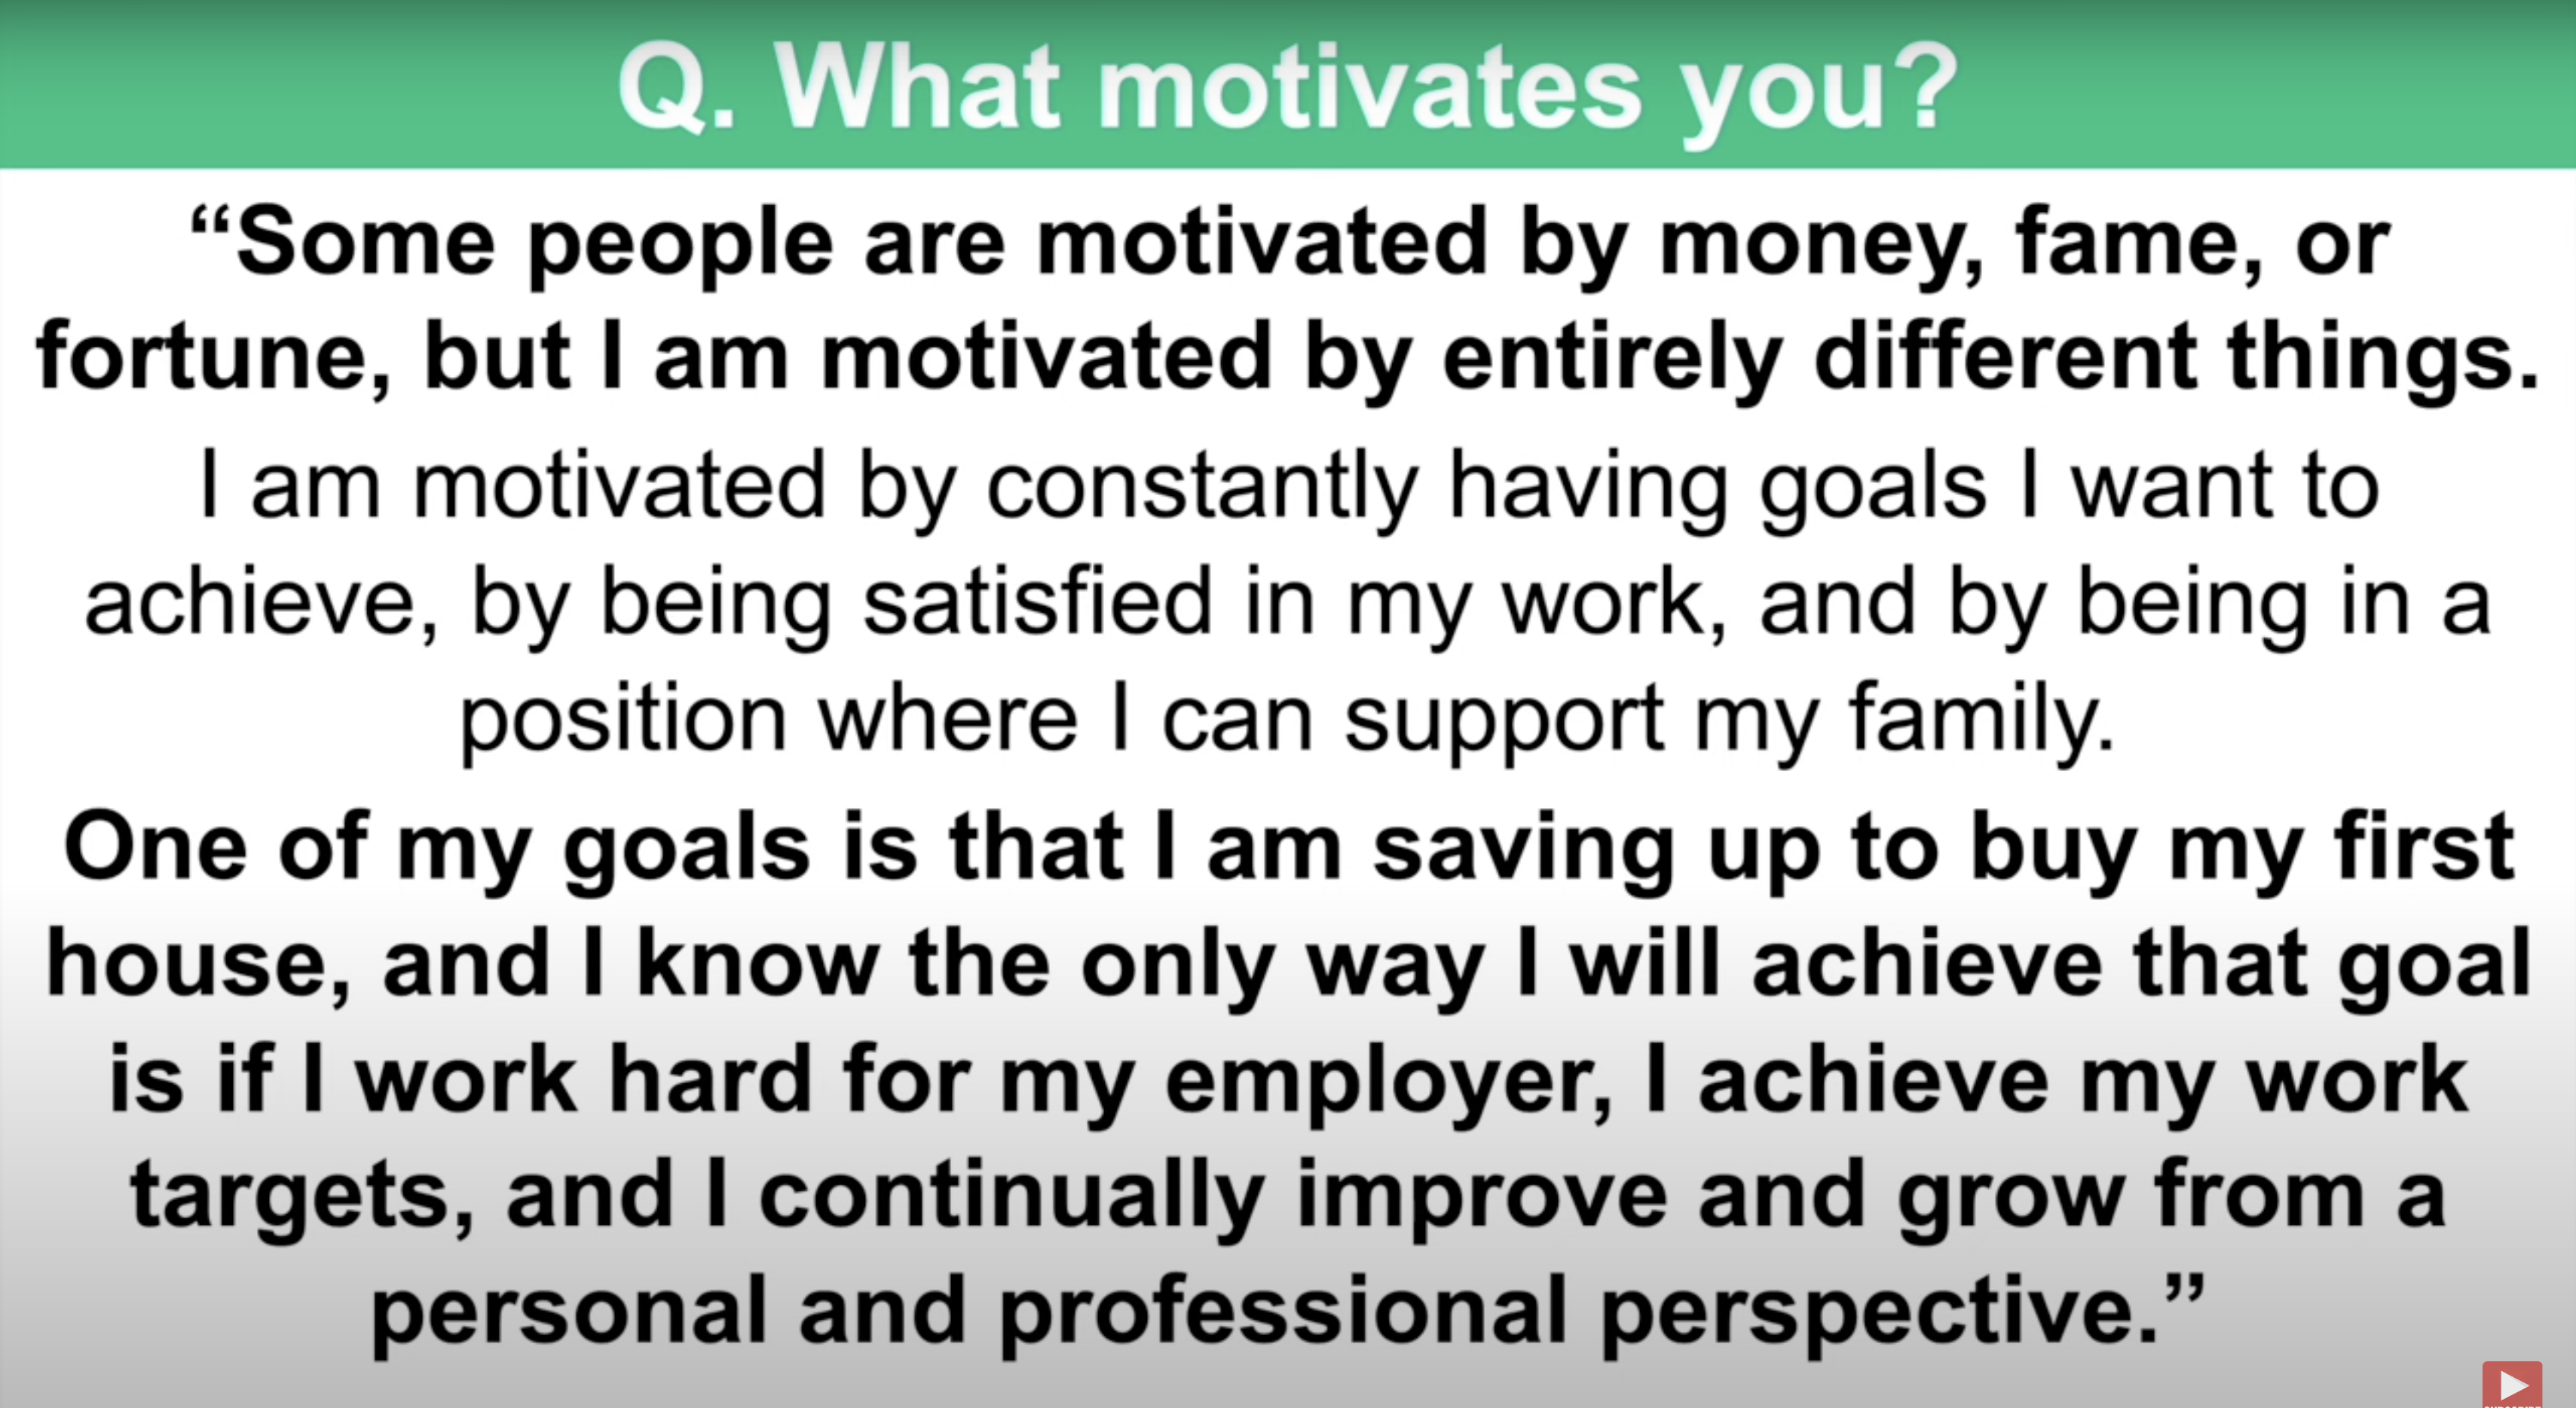 Q. What motivates you?
“Some people are motivated by money, fame, or
fortune, but I am motivated by entirely different things.
I am motivated by constantly having goals I want to
achieve, by being satisfied in my work, and by being in a
position where I can support my family.
One of my goals is that I am saving up to buy my first
house, and I know the only way I will achieve that goal
is if I work hard for my employer, I achieve my work
targets, and I continually improve and grow from a
personal and professional perspective.”